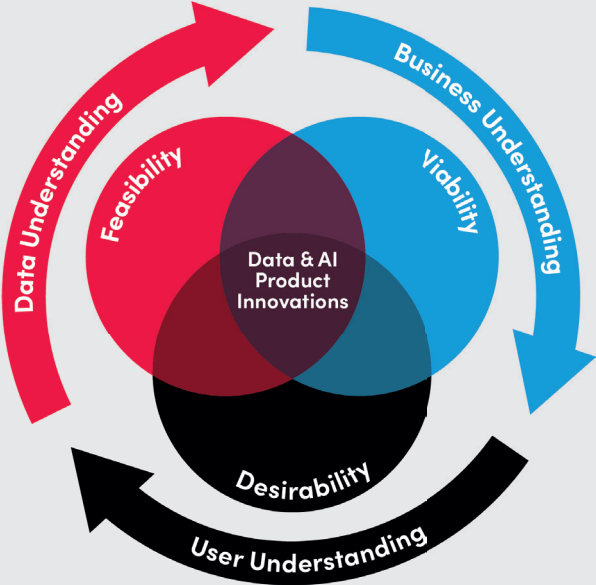 Data Understanding
Business Understanding
Feasibility
Viability
Data & AI
Product
Innovations
Desirability
User Understanding